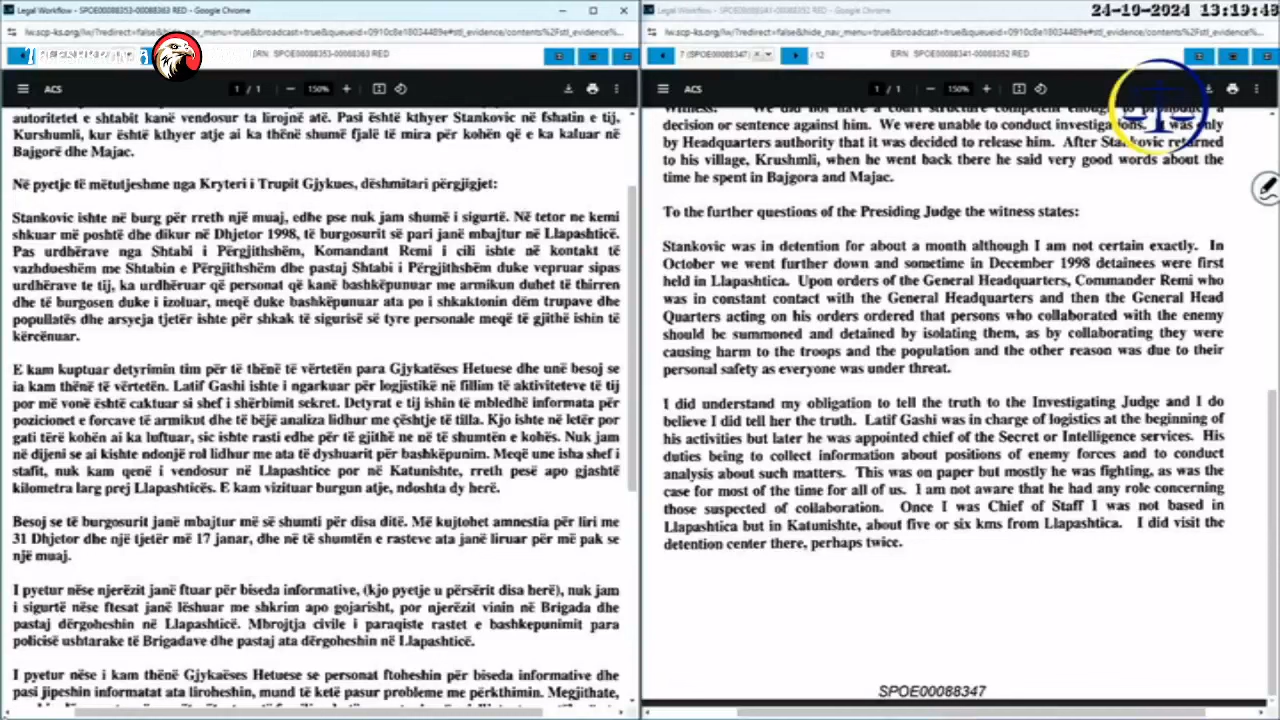 Legal Workflow - SPOE00088353-00088363 RED - Google Chrome
lw.scp-ks.org/lw/?redirect=false&hide_nav_menu=true&broadcast=true&queueid=0910c8e18034489e#stl_evidence/contents%2Fstl_evidenc...
ERN: SPOE00088353-00088363 RED
ACS
1 / 1
150%
autoritetet e shtabit kanë vendosur ta lirojnë atë. Pasi është kthyer Stankovic në fshatin e tij,
Kurshumli, kur është kthyer atje ai ka thënë shumë fjalë të mira për kohën që e ka kaluar në
Bajgorë dhe Majac.
Në pyetje të mëtutjeshme nga Kryteri i Trupit Gjykues, dëshmitari përgjigjet:
Stankovic ishte në burg për rreth një muaj, edhe pse nuk jam shumë i sigurtë. Në tetor ne kemi
shkuar më poshtë dhe dikur në Dhjetor 1998, të burgosurit së pari janë mbajtur në Llapashticë.
Pas urdhërave nga Shtabi i Përgjithshëm, Komandant Remi i cili ishte në kontakt të
vazhdueshëm me Shtabin e Përgjithshëm dhe pastaj Shtabi i Përgjithshëm duke vepruar sipas
urdhërave te tij, ka urdhëruar që personat që kanë bashkëpunuar me armikun duhet të thirren
dhe të burgosen duke i izoluar, meqë duke bashkëpunuar ata po i shkaktonin dëm trupave dhe
popullatës dhe arsyeja tjetër ishte për shkak të sigurisë së tyre personale meqë të gjithë ishin të
kërcënuar.
E kam kuptuar detyrimin tim për të thënë të vërtetën para Gjykatëses Hetuese dhe unë besoj se
ia kam thënë të vërtetën. Latif Gashi ishte i ngarkuar për logjistikë në fillim të aktiviteteve të tij
por më vonë është caktuar si shef i shërbimit sekret. Detyrat e tij ishin të mbledhë informata për
pozicionet e forcave të armikut dhe të bëjë analiza lidhur me çështje të tilla. Kjo ishte në letër por
gati tërë kohën ai ka luftuar, sic ishte rasti edhe për të gjithë ne në të shumtën e kohës. Nuk jam
në dijeni se ai kishte ndonjë rol lidhur me ata të dyshuarit për bashkëpunim. Meqë une isha shef i
stafit, nuk kam qenë i vendosur në Llapashtice por në Katunishte, rreth pesë apo gjashtë
kilometra larg prej Llapashticës. E kam vizituar burgun atje, ndoshta dy herë.
Besoj se të burgosurit janë mbajtur më së shumti për disa ditë. Më kujtohet amnestia për liri me
31 Dhjetor dhe një tjetër më 17 janar, dhe në të shumtën e rasteve ata janë liruar për më pak se
një muaj.
I pyetur nëse njerëzit janë ftuar për biseda informative, (kjo pyetje u përsërit disa herë), nuk jam
i sigurtë nëse ftesat janë lëshuar me shkrim apo gojarisht, por njerëzit vinin në Brigada dhe
pastaj dërgoheshin në Llapashticë. Mbrojtja civile i paraqiste rastet e bashkepunimit para
policisë ushtarake të Brigadave dhe pastaj ata dërgoheshin në Llapashticë.
I pyetur nëse i kam thënë Gjykaëses Hetuese se personat ftoheshin për biseda informative dhe
pasi jipeshin informatat ata liroheshin, mund të ketë pasur probleme me përkthimin. Megjithate,
24-10-2024 13:19:43
7 (SPOE00088347)
/ 12
ERN: SPOE00088341-00088352 RED
ACS
1 / 1
150%
Witness: We did not have a court structure competent enough to
decision or sentence against him. We were unable to conduct investigations. It was only
by Headquarters authority that it was decided to release him. After Stankovic returned
to his village, Krushmli, when he went back there he said very good words about the
time he spent in Bajgora and Majac.
To the further questions of the Presiding Judge the witness states:
Stankovic was in detention for about a month although I am not certain exactly. In
October we went further down and sometime in December 1998 detainees were first
held in Llapashtica. Upon orders of the General Headquarters, Commander Remi who
was in constant contact with the General Headquarters and then the General Head
Quarters acting on his orders ordered that persons who collaborated with the enemy
should be summoned and detained by isolating them, as by collaborating they were
causing harm to the troops and the population and the other reason was due to their
personal safety as everyone was under threat.
I did understand my obligation to tell the truth to the Investigating Judge and I do
believe I did tell her the truth. Latif Gashi was in charge of logistics at the beginning of
his activities but later he was appointed chief of the Secret or Intelligence services. His
duties being to collect information about positions of enemy forces and to conduct
analysis about such matters. This was on paper but mostly he was fighting, as was the
case for most of the time for all of us. I am not aware that he had any role concerning
those suspected of collaboration. Once I was Chief of Staff I was not based in
Llapashtica but in Katunishte, about five or six kms from Llapashtica. I did visit the
detention center there, perhaps twice.
SPOE00088347